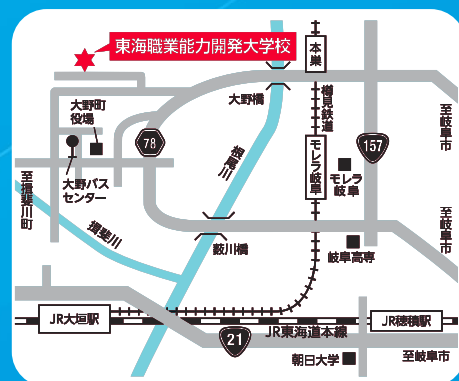 東海職業能力開発大学校
本巣
大野町
役場
大野橋
樽見鉄道
至岐阜市
78
157
根尾川
モレラ岐阜
モレラ
岐阜
大野バス
センター
至揖斐川町
揖斐川
藪川橋
至岐阜市
岐阜高専
JR大垣駅
JR東海道本線
JR穂積駅
21
朝日大学
至岐阜市